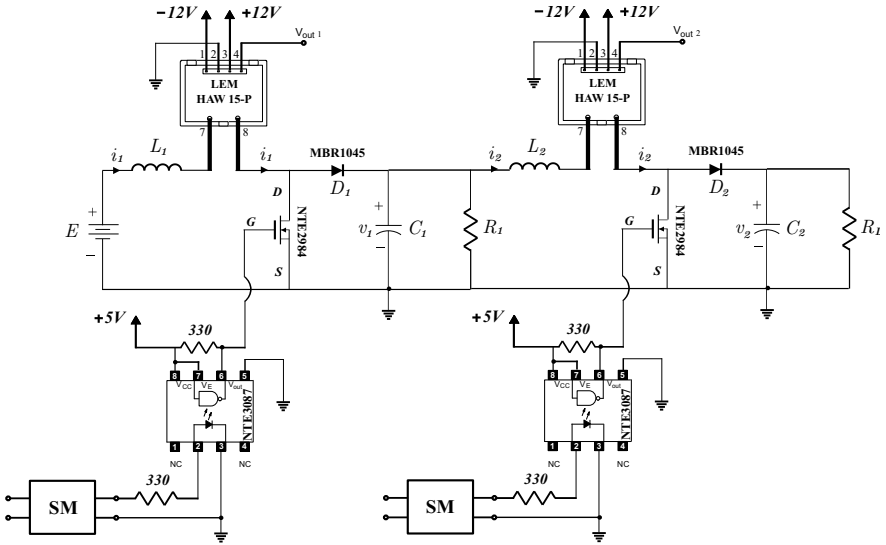 −12V +12V
1 2 3 4
Vout 1
LEM
HAW 15-P
7 8
−12V +12V
1 2 3 4
Vout 2
LEM
HAW 15-P
7 8
i1 L1 i1 MBR1045 D1
i2 L2 i2 MBR1045 D2
E + −
D G S NTE2984
+ v1 − C1 R1
D G S NTE2984
+ v2 − C2 RL
+5V 330
8 7 6 5
VCC VE Vout
NTE3087
1 2 3 4
NC NC
330
SM
+5V 330
8 7 6 5
VCC VE Vout
NTE3087
1 2 3 4
NC NC
330
SM